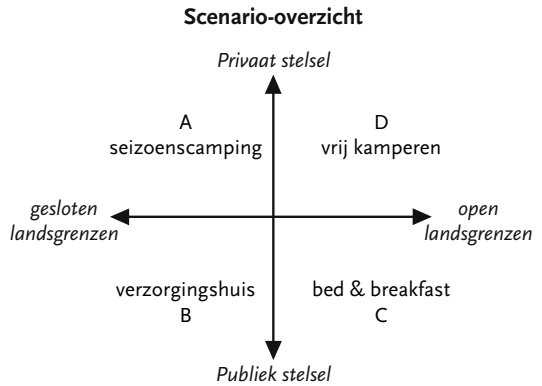 Scenario-overzicht
Privaat stelsel
A
seizoenscamping
D
vrij kamperen
gesloten
landsgrenzen
open
landsgrenzen
verzorgingshuis
B
bed & breakfast
C
Publiek stelsel